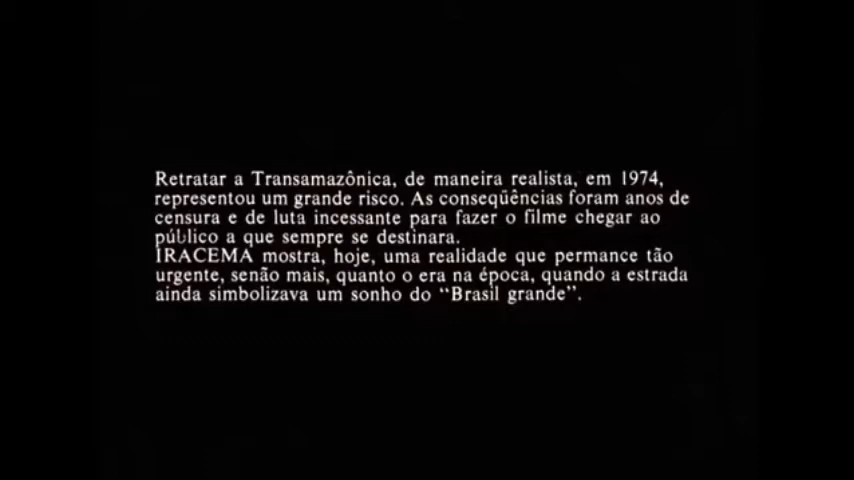 Retratar a Transamazônica, de maneira realista, em 1974,
representou um grande risco. As conseqüências foram anos de
censura e de luta incessante para fazer o filme chegar ao
público a que sempre se destinara.
IRACEMA mostra, hoje, uma realidade que permance tão
urgente, senão mais, quanto o era na época, quando a estrada
ainda simbolizava um sonho do “Brasil grande”.